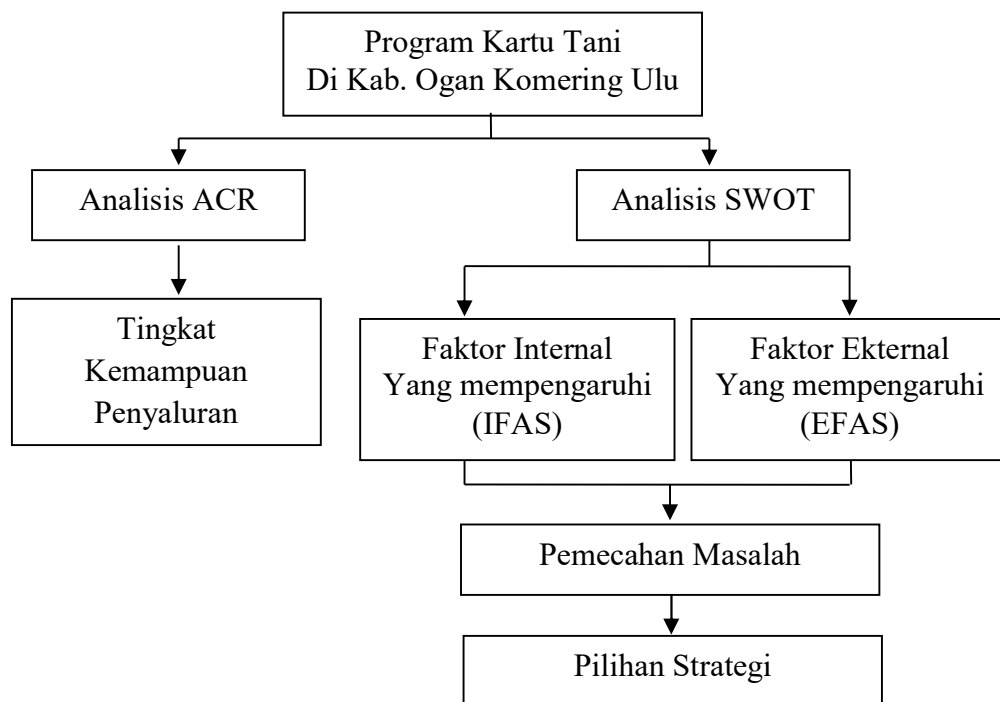 Program Kartu Tani
Di Kab. Ogan Komering Ulu
Analisis ACR
Analisis SWOT
Tingkat
Kemampuan
Penyaluran
Faktor Internal
Yang mempengaruhi
(IFAS)
Faktor Ekternal
Yang mempengaruhi
(EFAS)
Pemecahan Masalah
Pilihan Strategi